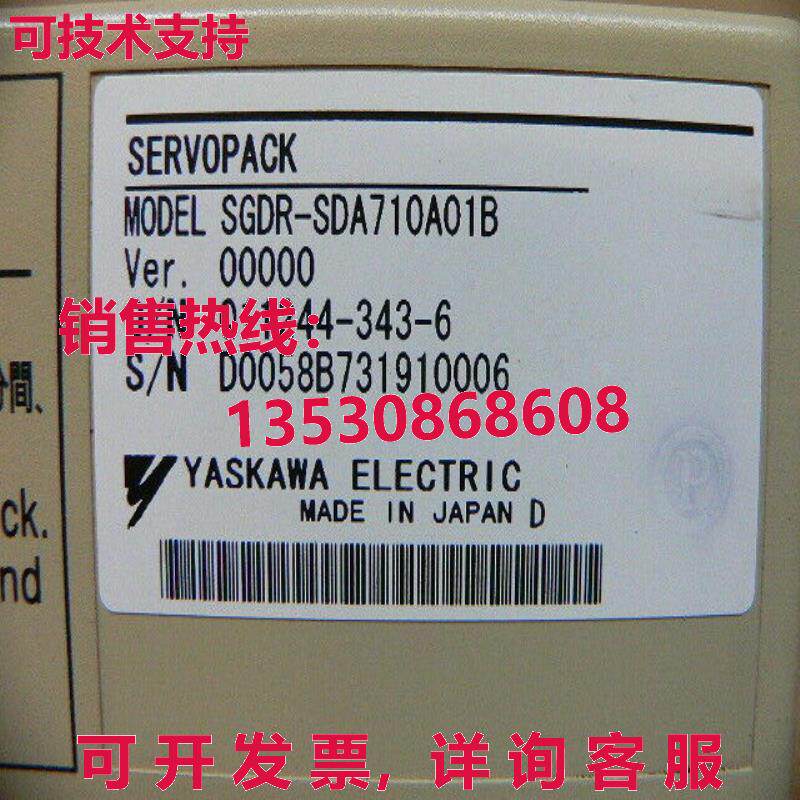 可技术支持
SERVOPACK
MODEL SGDR-SDA710A01B
Ver. 00000
销售热线:
44-343-6
S/N D0058B731910006
間、
13530868608
YASKAWA ELECTRIC
ck.
MADE IN JAPAN D
nd
可开发票, 详询客服